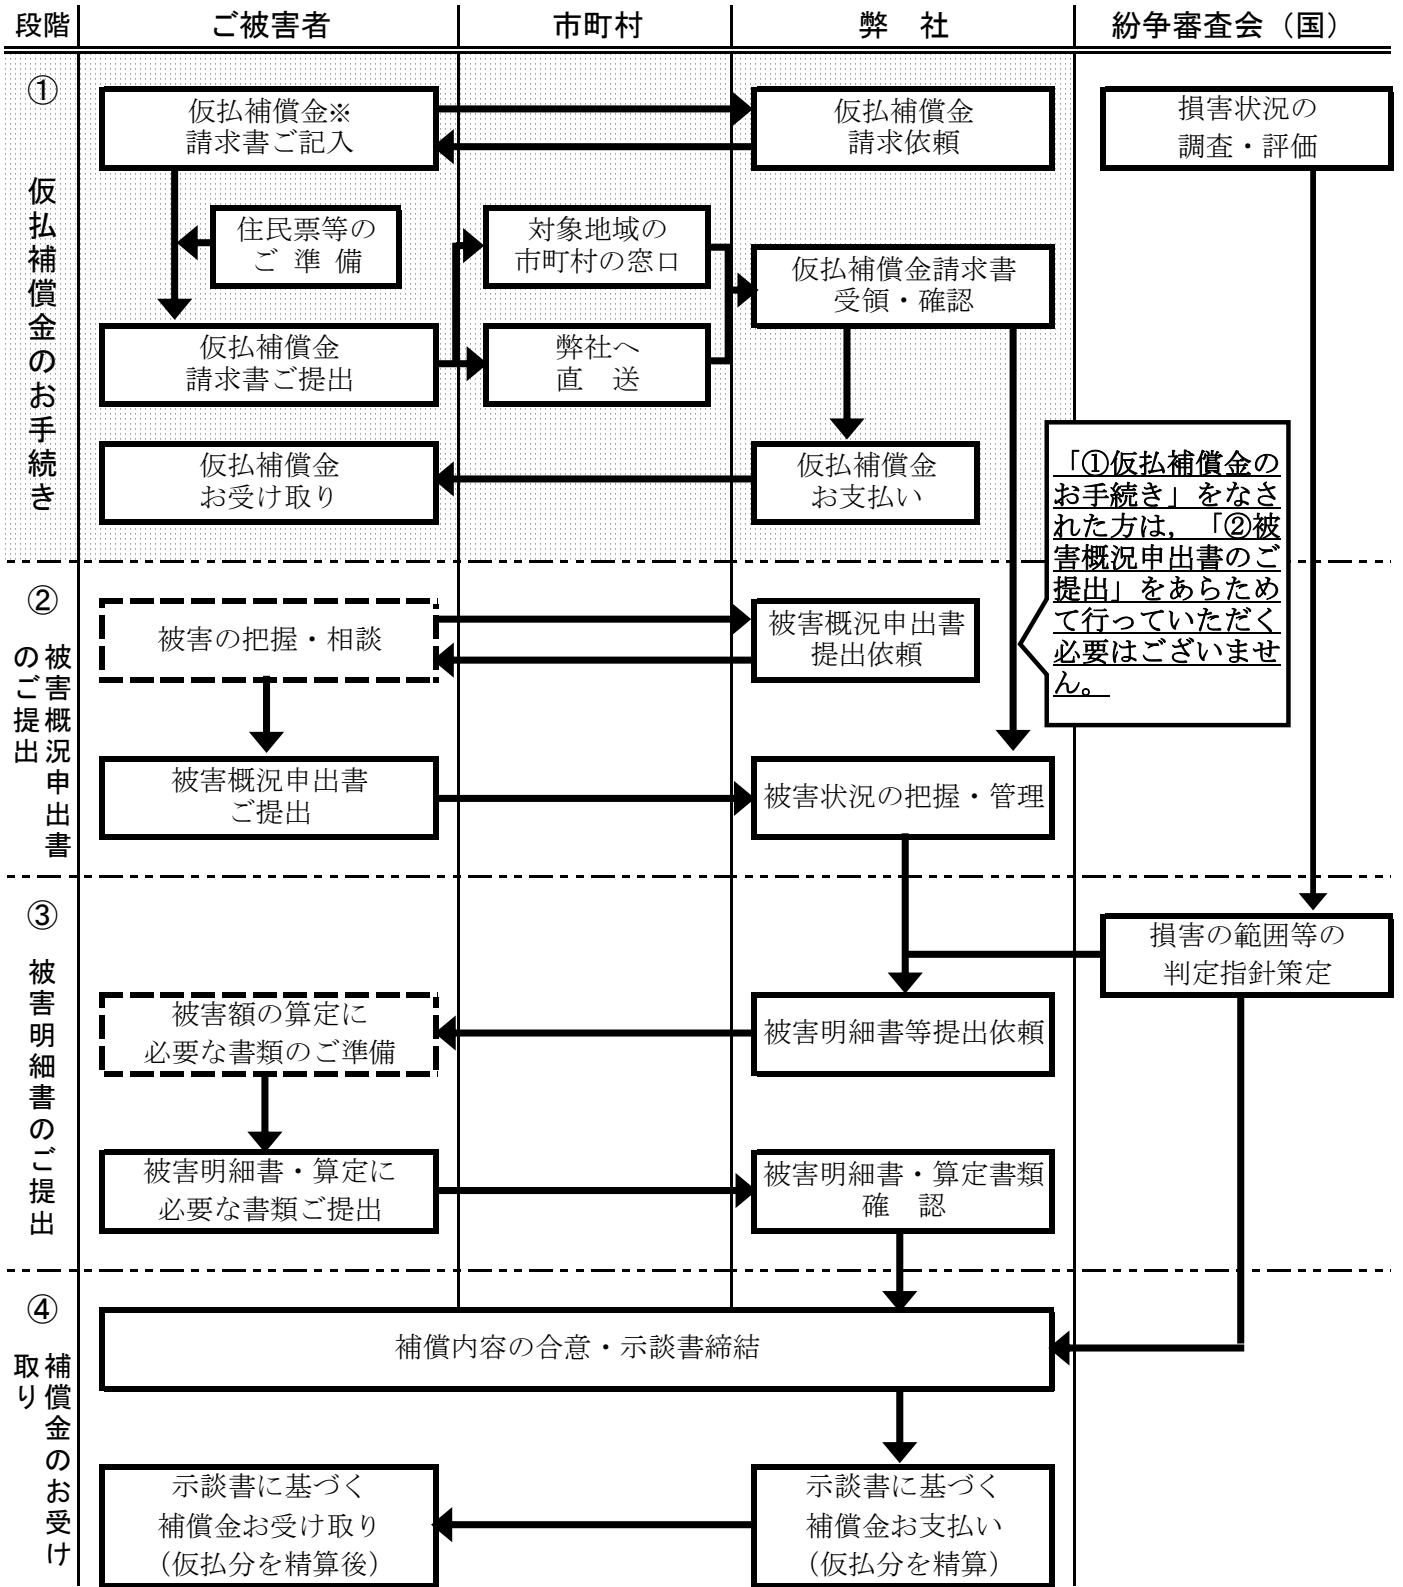 段階
ご被害者
市町村
弊　社
紛争審査会（国）
①
仮払補償金のお手続き
仮払補償金※
請求書ご記入
仮払補償金
請求依頼
損害状況の
調査・評価
住民票等の
ご 準 備
対象地域の
市町村の窓口
仮払補償金請求書
受領・確認
仮払補償金
請求書ご提出
弊社へ
直　送
仮払補償金
お受け取り
仮払補償金
お支払い
「①仮払補償金の
お手続き」をなさ
れた方は，「②被
害概況申出書のご
提出」をあらため
て行っていただく
必要はございませ
ん。
②
被害概況申出書
のご提出
被害の把握・相談
被害概況申出書
提出依頼
被害概況申出書
ご提出
被害状況の把握・管理
③
被害明細書のご提出
損害の範囲等の
判定指針策定
被害額の算定に
必要な書類のご準備
被害明細書等提出依頼
被害明細書・算定に
必要な書類ご提出
被害明細書・算定書類
確　認
④
補償金のお受け
取り
補償内容の合意・示談書締結
示談書に基づく
補償金お受け取り
（仮払分を精算後）
示談書に基づく
補償金お支払い
（仮払分を精算）